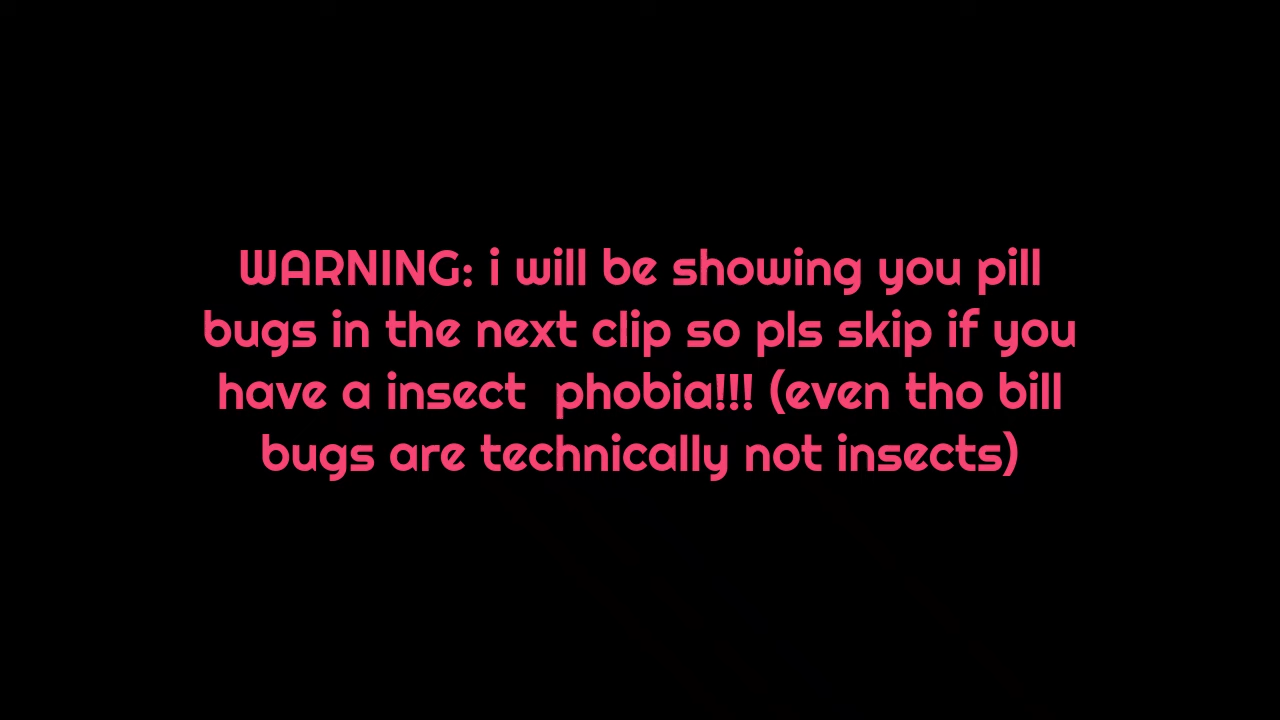 WARNING: i will be showing you pill
bugs in the next clip so pls skip if you
have a insect  phobia!!! (even tho bill
bugs are technically not insects)